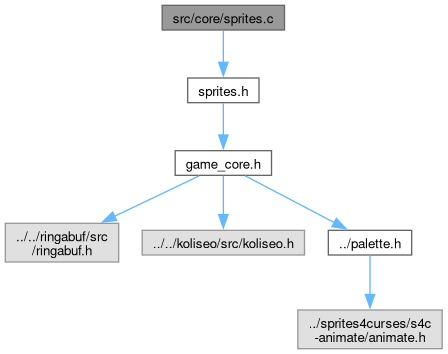 src/core/sprites.c
sprites.h
game_core.h
../../ringabuf/src
/ringabuf.h
../../koliseo/src/koliseo.h
../palette.h
../sprites4curses/s4c
-animate/animate.h